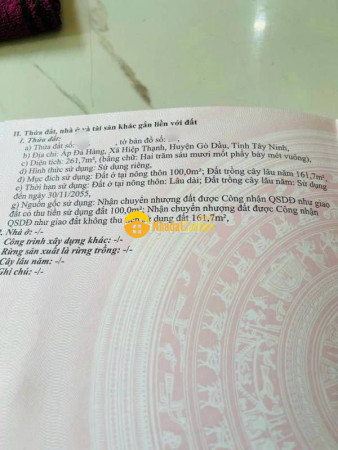 II. Thửa đất, nhà ở và tài sản khác gắn liền với đất
1. Thửa đất:
a) Thửa đất số: , tờ bản đồ số: ,
b) Địa chỉ: Ấp Đá Hàng, Xã Hiệp Thạnh, Huyện Gò Dầu, Tỉnh Tây Ninh,
c) Diện tích: 261,7m², (bằng chữ: Hai trăm sáu mươi mốt phẩy bảy mét vuông),
d) Hình thức sử dụng: Sử dụng riêng,
đ) Mục đích sử dụng: Đất ở tại nông thôn 100,0m²; Đất trồng cây lâu năm 161,7m²,
e) Thời hạn sử dụng: Đất ở tại nông thôn: Lâu dài; Đất trồng cây lâu năm: Sử dụng
đến ngày 30/11/2055,
g) Nguồn gốc sử dụng: Nhận chuyển nhượng đất được Công nhận QSDĐ như giao
đất có thu tiền sử dụng đất 100,0m²; Nhận chuyển nhượng đất được Công nhận
QSDĐ như giao đất không thu tiền sử dụng đất 161,7m²,
2. Nhà ở: -/-
Công trình xây dựng khác: -/-
Rừng sản xuất là rừng trồng: -/-
Cây lâu năm: -/-
Ghi chú: -/-